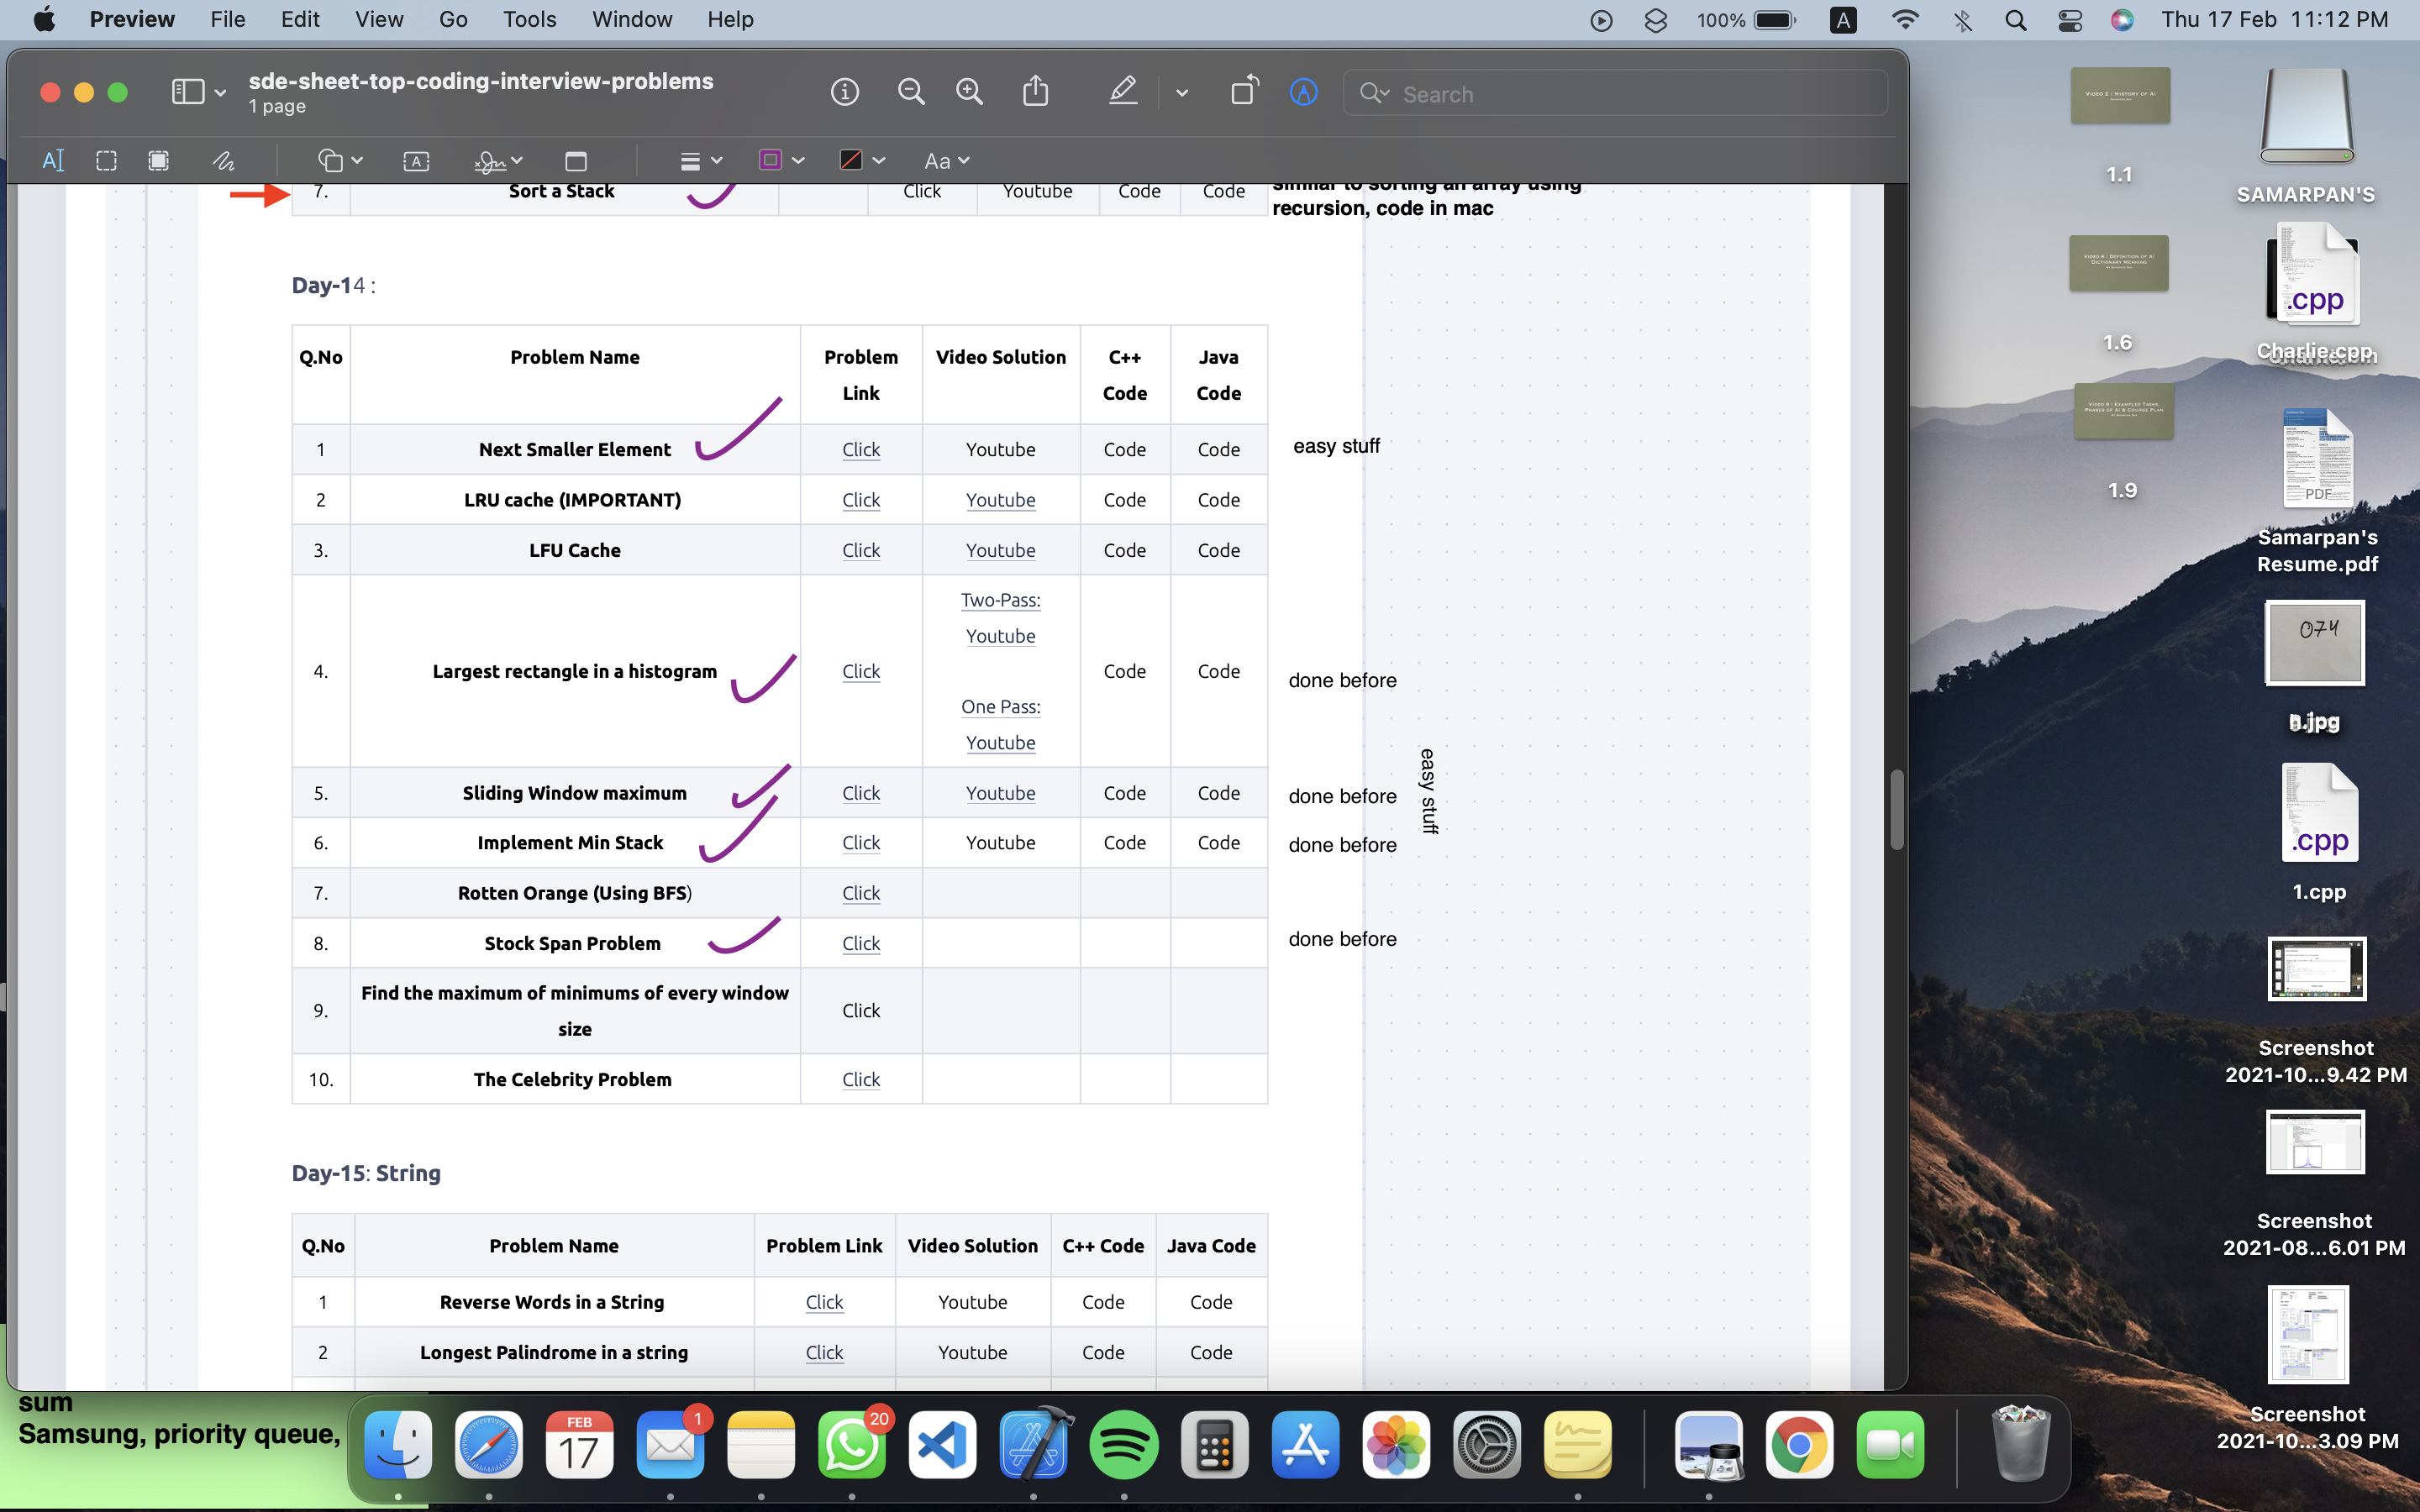 Preview File Edit View Go Tools Window Help 100% A Thu 17 Feb 11:12 PM
sde-sheet-top-coding-interview-problems
1 page
Search
Aa
7. Sort a Stack Click Youtube Code Code similar to sorting an array using
recursion, code in mac
Day-14 :
Q.No Problem Name Problem Link Video Solution C++ Code Java Code
1 Next Smaller Element Click Youtube Code Code easy stuff
2 LRU cache (IMPORTANT) Click Youtube Code Code
3. LFU Cache Click Youtube Code Code
4. Largest rectangle in a histogram Click Two-Pass: Youtube One Pass: Youtube Code Code done before
5. Sliding Window maximum Click Youtube Code Code done before
easy stuff
6. Implement Min Stack Click Youtube Code Code done before
7. Rotten Orange (Using BFS) Click
8. Stock Span Problem Click done before
9. Find the maximum of minimums of every window size Click
10. The Celebrity Problem Click
Day-15: String
Q.No Problem Name Problem Link Video Solution C++ Code Java Code
1 Reverse Words in a String Click Youtube Code Code
2 Longest Palindrome in a string Click Youtube Code Code
sum
Samsung, priority queue,
VIDEO 2 : HISTORY OF AI
1.1
1.6
1.9
SAMARPAN'S
.cpp
Charlie.cpp
PDF
Samarpan's
Resume.pdf
074
.jpg
.cpp
1.cpp
Screenshot
2021-10...9.42 PM
Screenshot
2021-08...6.01 PM
Screenshot
2021-10...3.09 PM
FEB
17
1
20